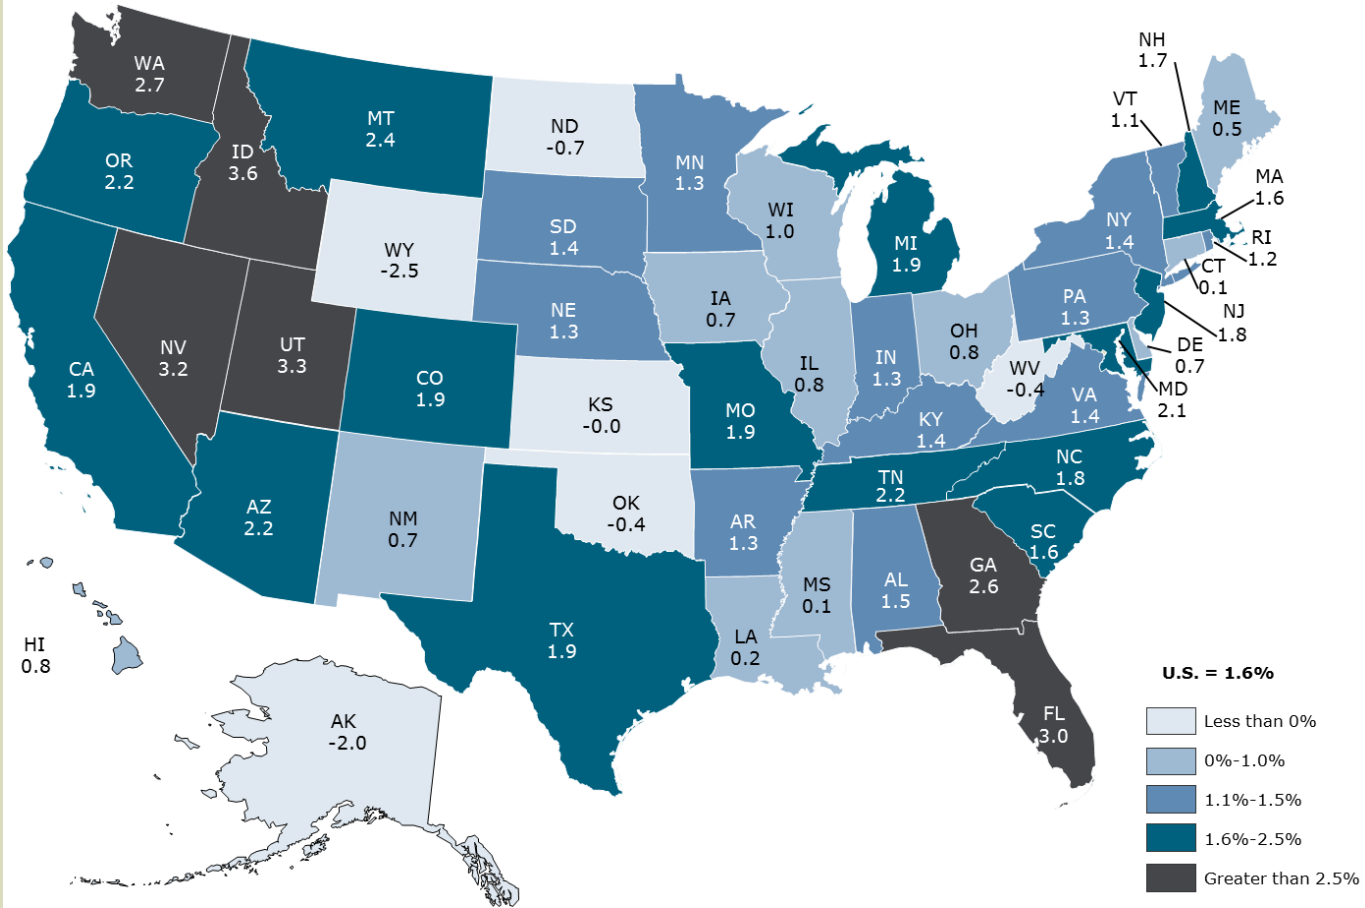 WA
2.7
MT
2.4
ND
-0.7
MN
1.3
NH
1.7
VT
1.1
ME
0.5
OR
2.2
ID
3.6
MA
1.6
WI
1.0
SD
1.4
NY
1.4
RI
1.2
WY
-2.5
MI
1.9
CT
0.1
IA
0.7
NE
1.3
PA
1.3
NJ
1.8
OH
0.8
NV
3.2
UT
3.3
IN
1.3
IL
0.8
DE
0.7
WV
-0.4
CA
1.9
CO
1.9
MD
2.1
VA
1.4
KS
-0.0
MO
1.9
KY
1.4
NC
1.8
TN
2.2
AZ
2.2
NM
0.7
OK
-0.4
AR
1.3
SC
1.6
GA
2.6
MS
0.1
AL
1.5
TX
1.9
LA
0.2
HI
0.8
FL
3.0
AK
-2.0
U.S. = 1.6%
Less than 0%
0%-1.0%
1.1%-1.5%
1.6%-2.5%
Greater than 2.5%